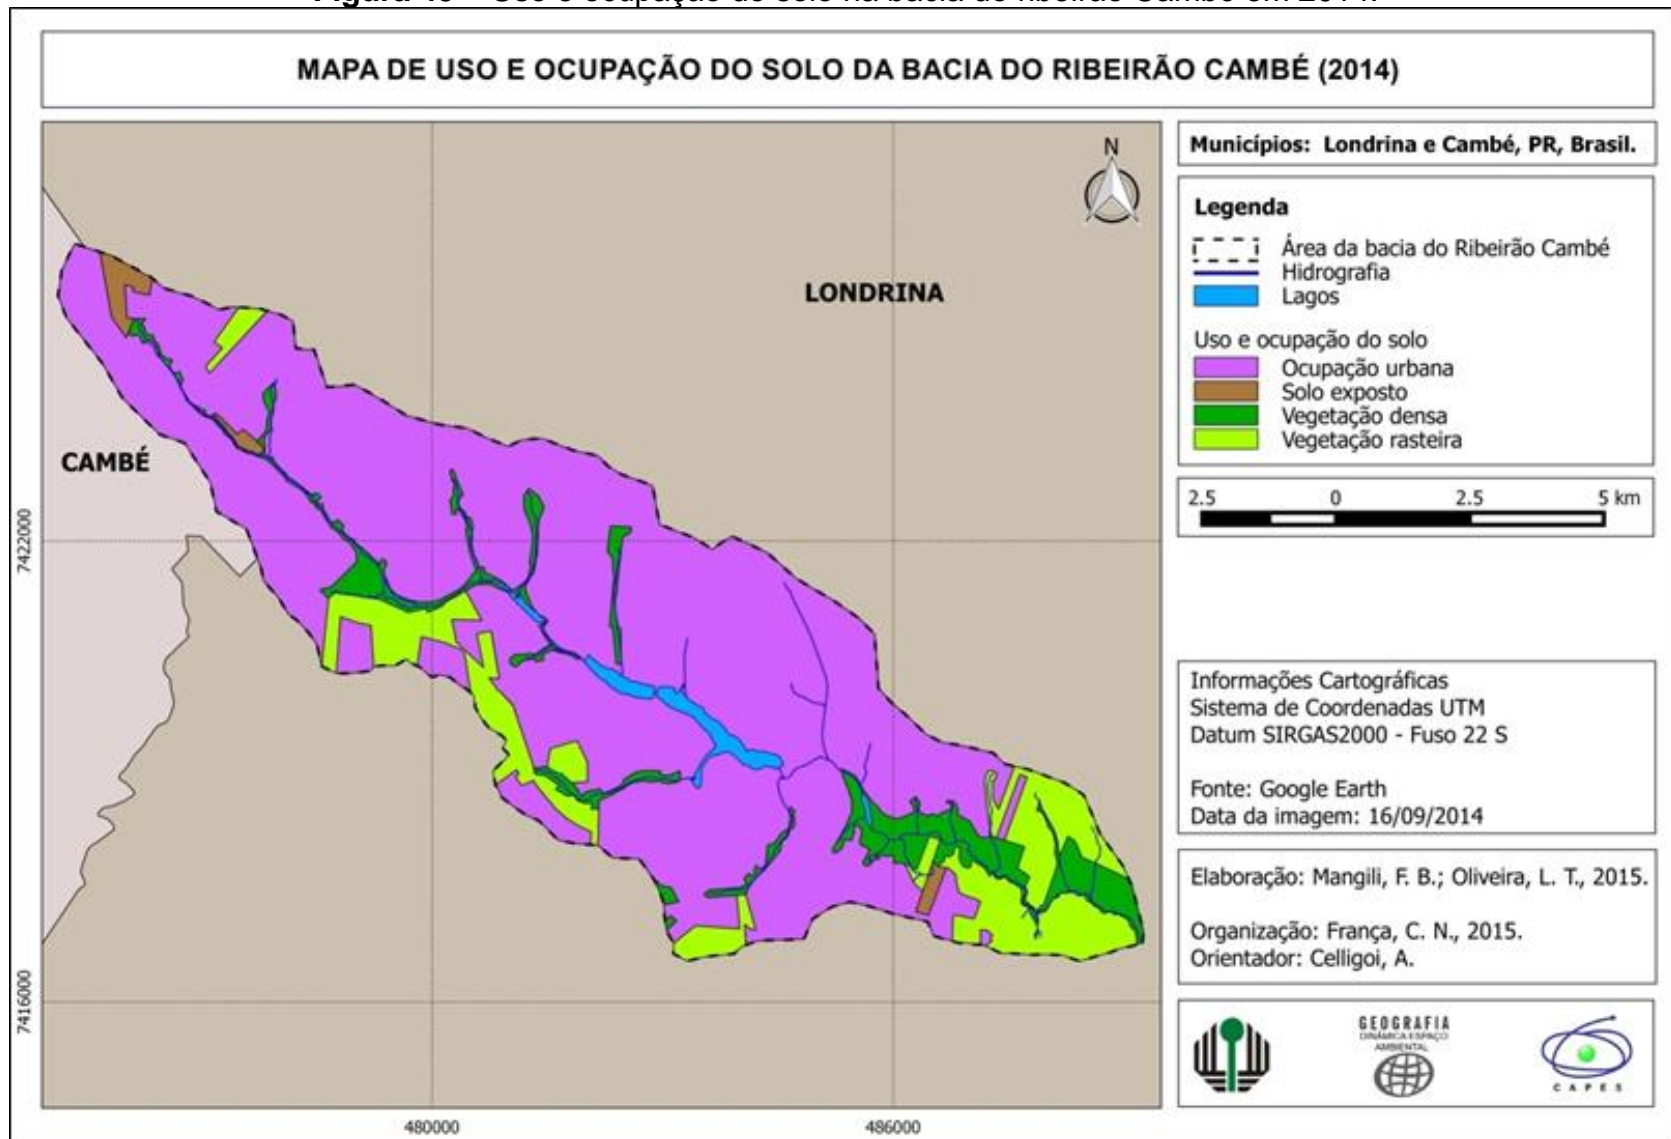 MAPA DE USO E OCUPAÇÃO DO SOLO DA BACIA DO RIBEIRÃO CAMBÉ (2014)
N
LONDRINA
CAMBÉ
7422000
7416000
480000
486000
Municípios: Londrina e Cambé, PR, Brasil.
Legenda
Área da bacia do Ribeirão Cambé
Hidrografia
Lagos
Uso e ocupação do solo
Ocupação urbana
Solo exposto
Vegetação densa
Vegetação rasteira
2.5 0 2.5 5 km
Informações Cartográficas
Sistema de Coordenadas UTM
Datum SIRGAS2000 - Fuso 22 S
Fonte: Google Earth
Data da imagem: 16/09/2014
Elaboração: Mangili, F. B.; Oliveira, L. T., 2015.
Organização: França, C. N., 2015.
Orientador: Celligoi, A.
GEOGRAFIA
DINÂMICA ESPAÇO
AMBIENTAL
CAPES